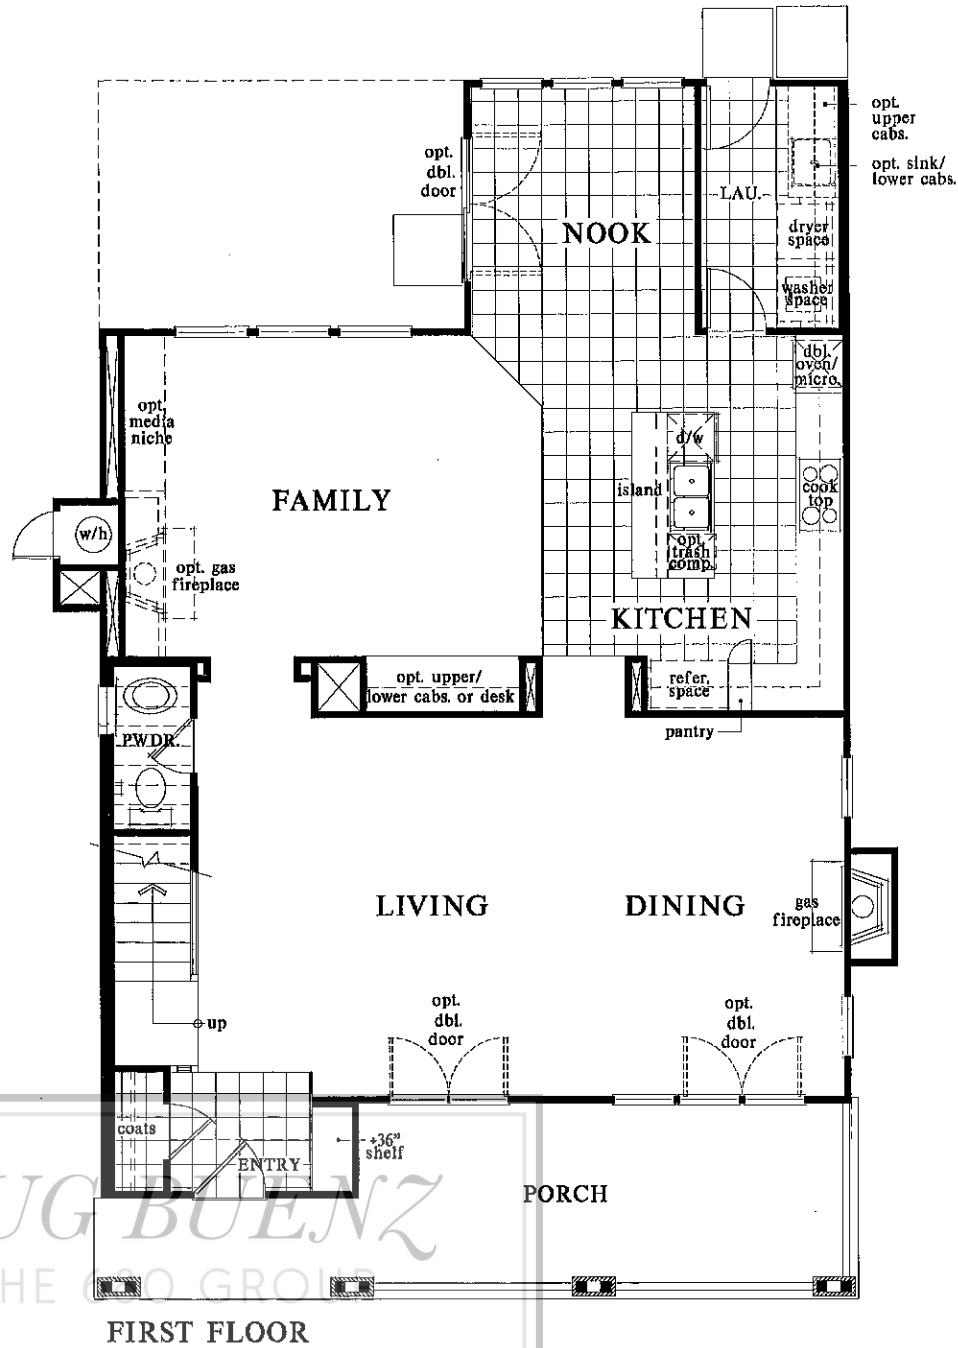 opt.
upper
cabs.
opt.
dbl.
door
opt. sink/
lower cabs.
LAU.
NOOK
dryer
space
washer
space
dbl.
oven/
micro.
opt.
media
niche
d/w
FAMILY
island
cook
top
w/h
opt.
trash
comp.
opt. gas
fireplace
KITCHEN
opt. upper/
lower cabs. or desk
refer.
space
pantry
PWDR.
LIVING
DINING
gas
fireplace
opt.
dbl.
door
opt.
dbl.
door
up
coats
+36"
shelf
ENTRY
PORCH
UG BUENZ
HE 680 GROUP
FIRST FLOOR